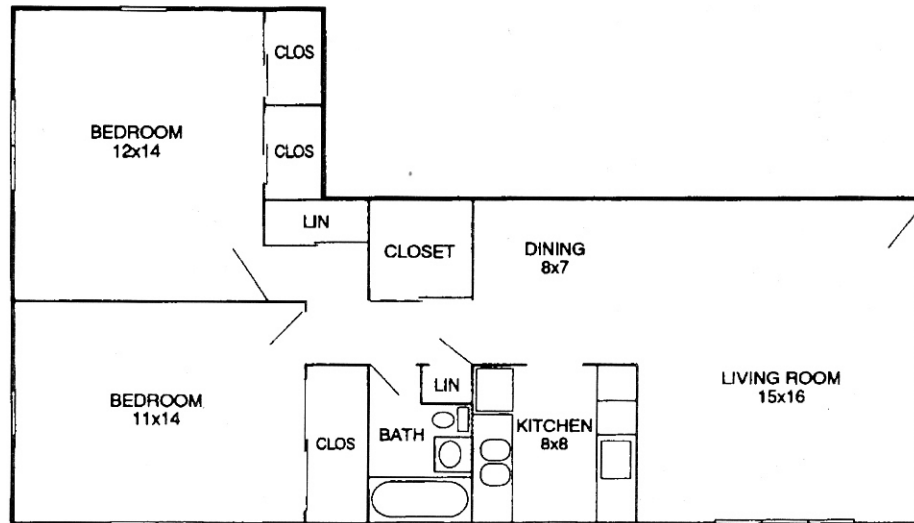 CLOS
BEDROOM
12x14
CLOS
LIN
CLOSET
DINING
8x7
LIVING ROOM
15x16
LIN
BEDROOM
11x14
CLOS
BATH
KITCHEN
8x8